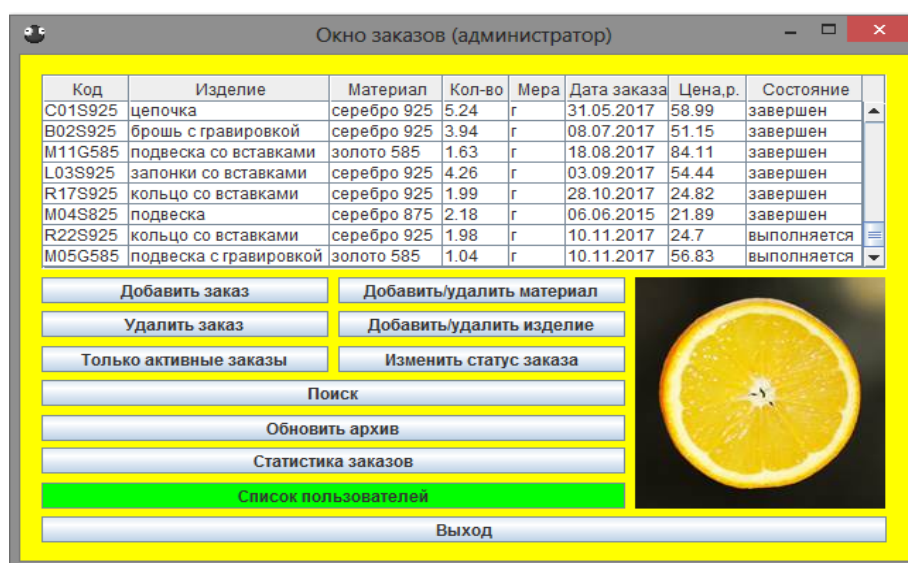 Окно заказов (администратор)
Код Изделие Материал Кол-во Мера Дата заказа Цена,р. Состояние
C01S925 цепочка серебро 925 5.24 г 31.05.2017 58.99 завершен
B02S925 брошь с гравировкой серебро 925 3.94 г 08.07.2017 51.15 завершен
M11G585 подвеска со вставками золото 585 1.63 г 18.08.2017 84.11 завершен
L03S925 запонки со вставками серебро 925 4.26 г 03.09.2017 54.44 завершен
R17S925 кольцо со вставками серебро 925 1.99 г 28.10.2017 24.82 завершен
M04S825 подвеска серебро 875 2.18 г 06.06.2015 21.89 завершен
R22S925 кольцо со вставками серебро 925 1.98 г 10.11.2017 24.7 выполняется
M05G585 подвеска с гравировкой золото 585 1.04 г 10.11.2017 56.83 выполняется
Добавить заказ Добавить/удалить материал
Удалить заказ Добавить/удалить изделие
Только активные заказы Изменить статус заказа
Поиск
Обновить архив
Статистика заказов
Список пользователей
Выход